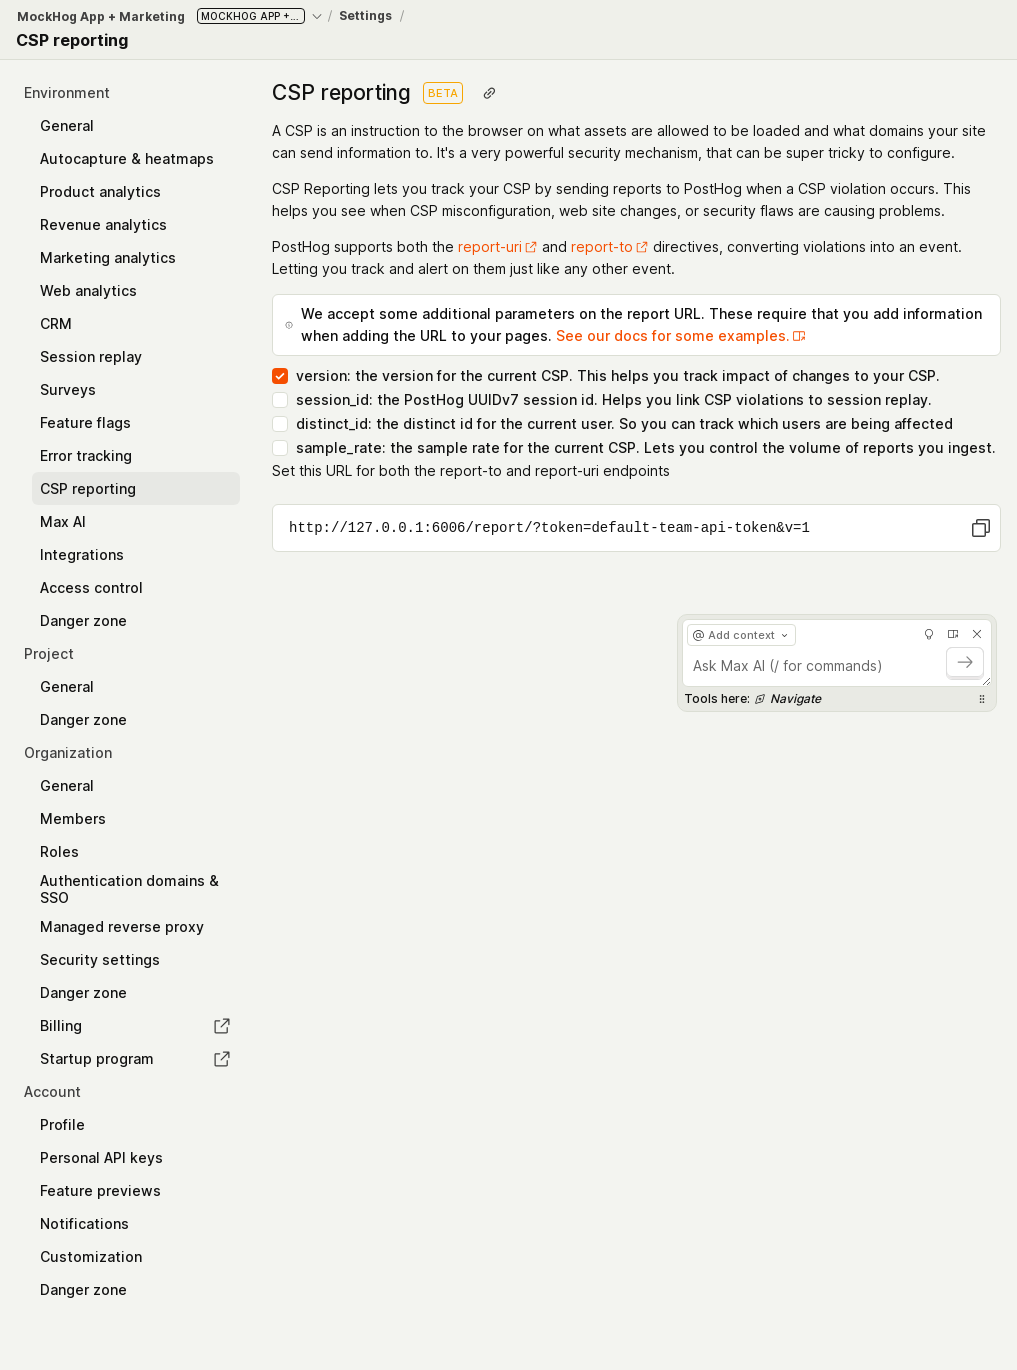 MockHog App + Marketing MOCKHOG APP +... / Settings /
CSP reporting
Environment
General
Autocapture & heatmaps
Product analytics
Revenue analytics
Marketing analytics
Web analytics
CRM
Session replay
Surveys
Feature flags
Error tracking
CSP reporting
Max AI
Integrations
Access control
Danger zone
Project
General
Danger zone
Organization
General
Members
Roles
Authentication domains &
SSO
Managed reverse proxy
Security settings
Danger zone
Billing
Startup program
Account
Profile
Personal API keys
Feature previews
Notifications
Customization
Danger zone
CSP reporting BETA
A CSP is an instruction to the browser on what assets are allowed to be loaded and what domains your site
can send information to. It's a very powerful security mechanism, that can be super tricky to configure.
CSP Reporting lets you track your CSP by sending reports to PostHog when a CSP violation occurs. This
helps you see when CSP misconfiguration, web site changes, or security flaws are causing problems.
PostHog supports both the report-uri and report-to directives, converting violations into an event.
Letting you track and alert on them just like any other event.
We accept some additional parameters on the report URL. These require that you add information
when adding the URL to your pages. See our docs for some examples.
version: the version for the current CSP. This helps you track impact of changes to your CSP.
session_id: the PostHog UUIDv7 session id. Helps you link CSP violations to session replay.
distinct_id: the distinct id for the current user. So you can track which users are being affected
sample_rate: the sample rate for the current CSP. Lets you control the volume of reports you ingest.
Set this URL for both the report-to and report-uri endpoints
http://127.0.0.1:6006/report/?token=default-team-api-token&v=1
@ Add context
Ask Max AI (/ for commands)
Tools here: Navigate